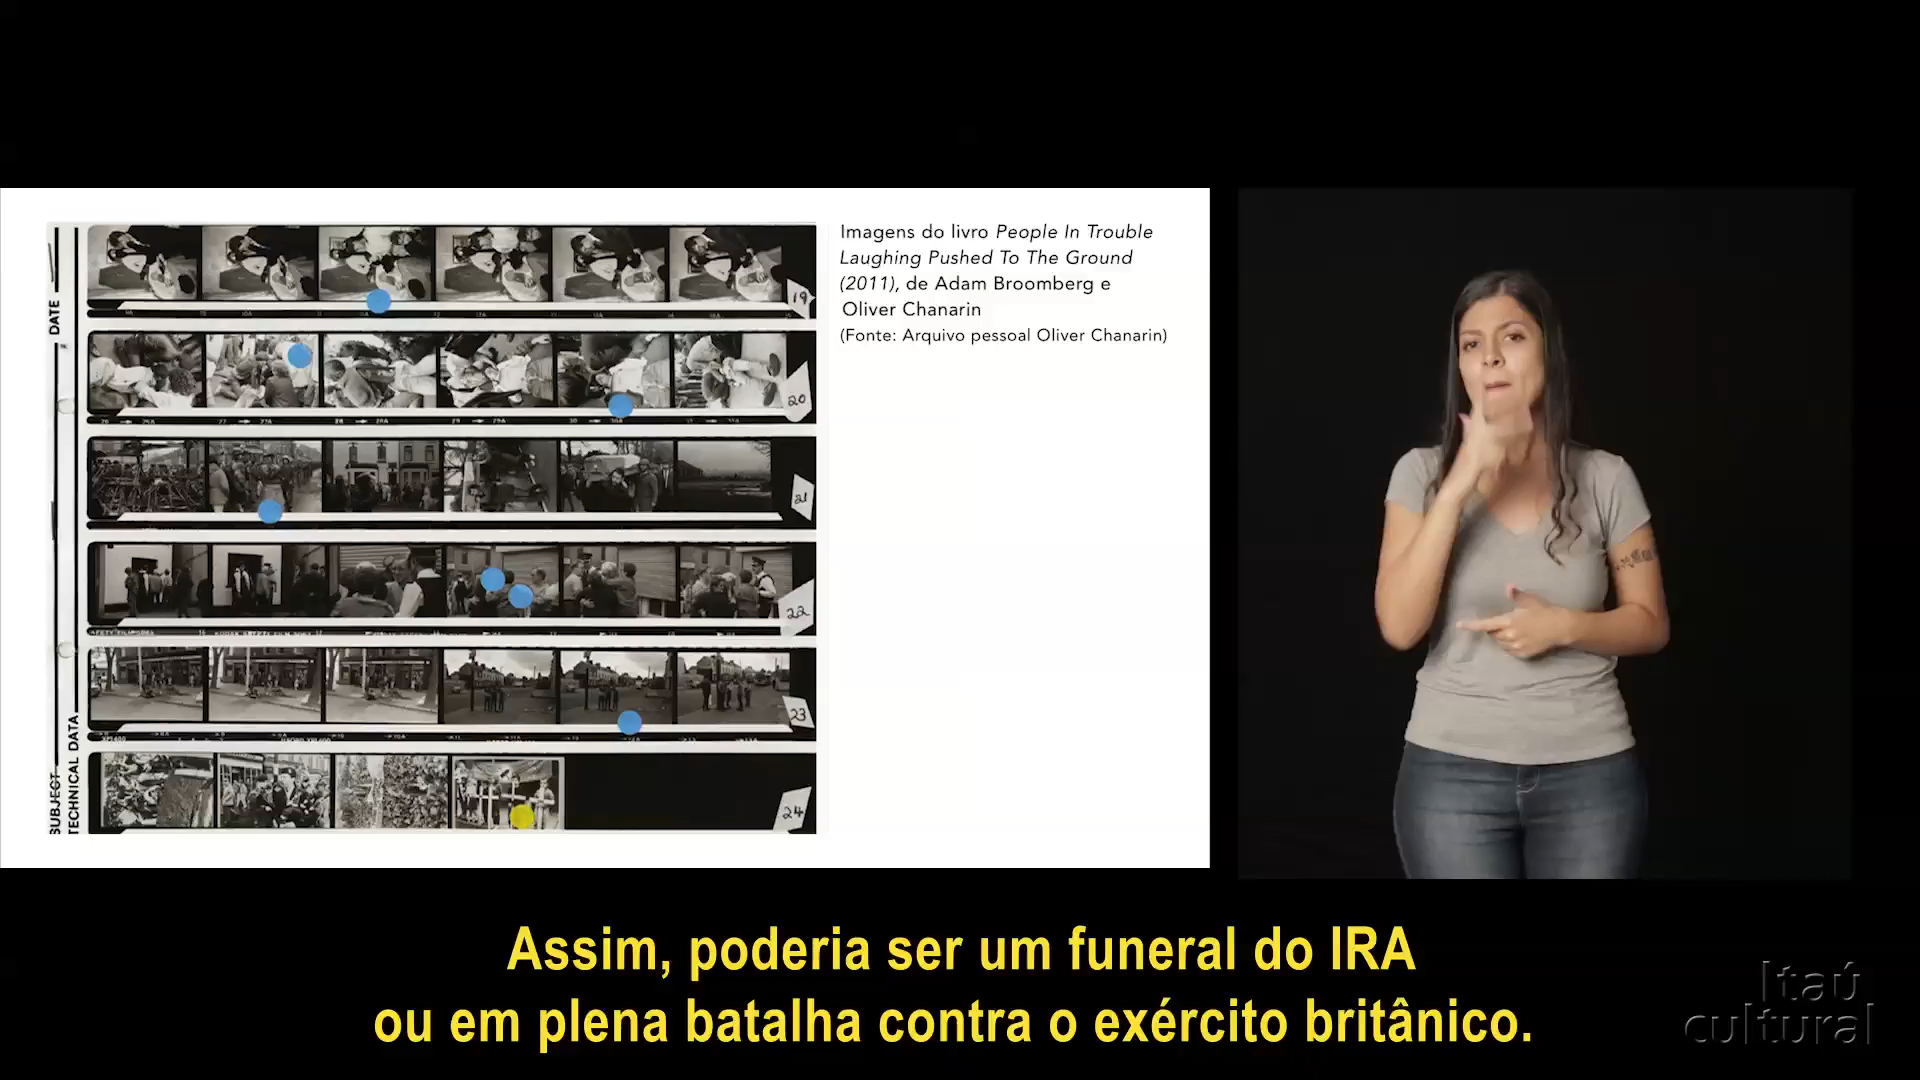 DATE
SUBJECT
TECHNICAL DATA
19
20
21
22
23
24
Imagens do livro People In Trouble
Laughing Pushed To The Ground
(2011), de Adam Broomberg e
Oliver Chanarin
(Fonte: Arquivo pessoal Oliver Chanarin)
Assim, poderia ser um funeral do IRA
ou em plena batalha contra o exército britânico.
Itaú
cultural